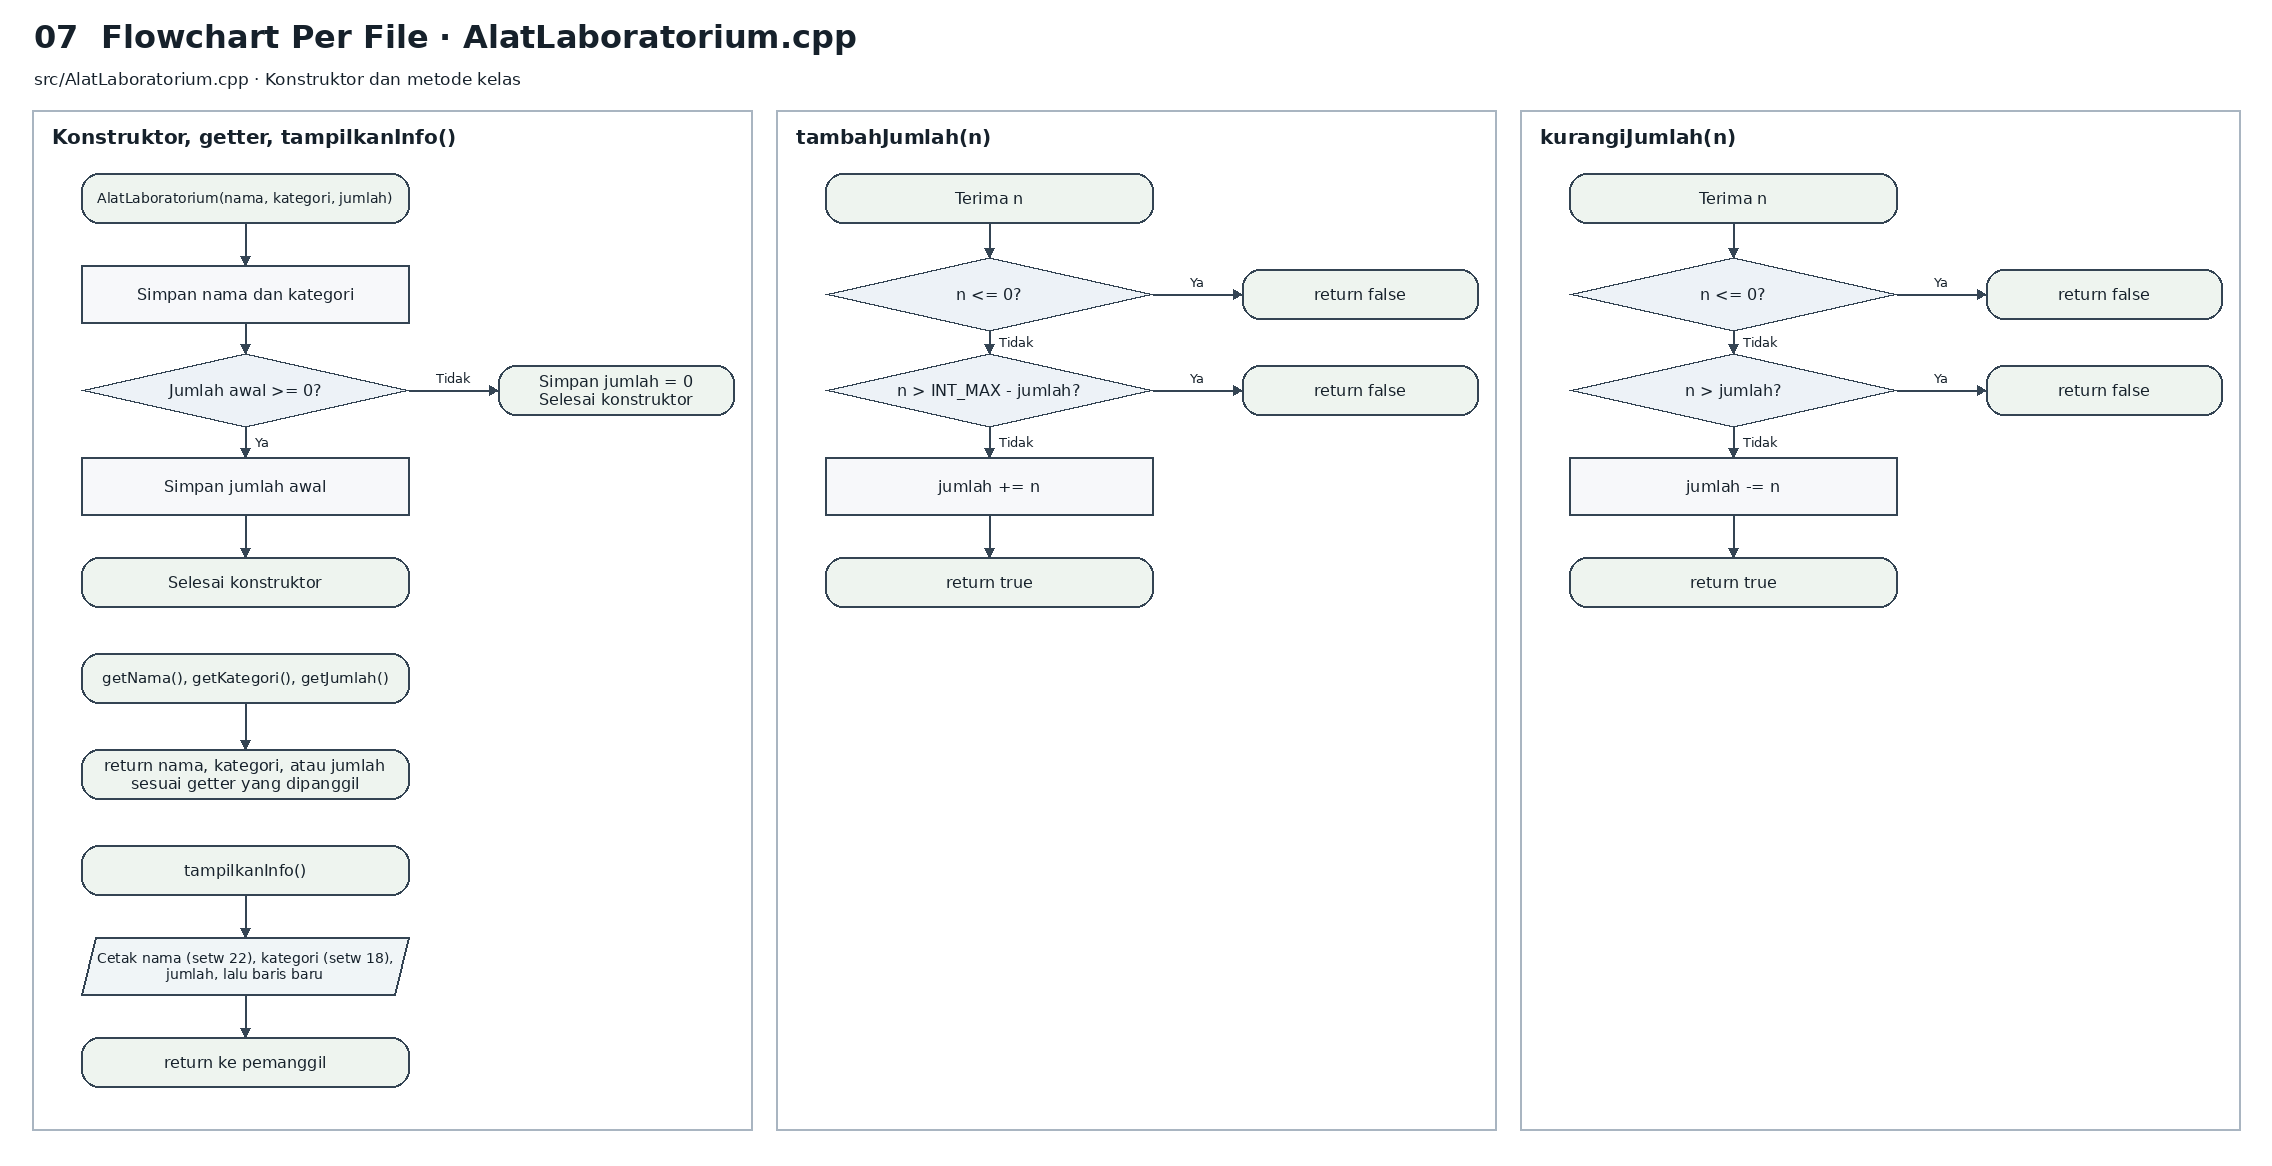 07 Flowchart Per File · AlatLaboratorium.cpp
src/AlatLaboratorium.cpp · Konstruktor dan metode kelas
Konstruktor, getter, tampilkanInfo()
AlatLaboratorium(nama, kategori, jumlah)
Simpan nama dan kategori
Jumlah awal >= 0?
Tidak
Simpan jumlah = 0
Selesai konstruktor
Ya
Simpan jumlah awal
Selesai konstruktor
getNama(), getKategori(), getJumlah()
return nama, kategori, atau jumlah
sesuai getter yang dipanggil
tampilkanInfo()
Cetak nama (setw 22), kategori (setw 18),
jumlah, lalu baris baru
return ke pemanggil
tambahJumlah(n)
Terima n
n <= 0?
Ya
return false
Tidak
n > INT_MAX - jumlah?
Ya
return false
Tidak
jumlah += n
return true
kurangiJumlah(n)
Terima n
n <= 0?
Ya
return false
Tidak
n > jumlah?
Ya
return false
Tidak
jumlah -= n
return true